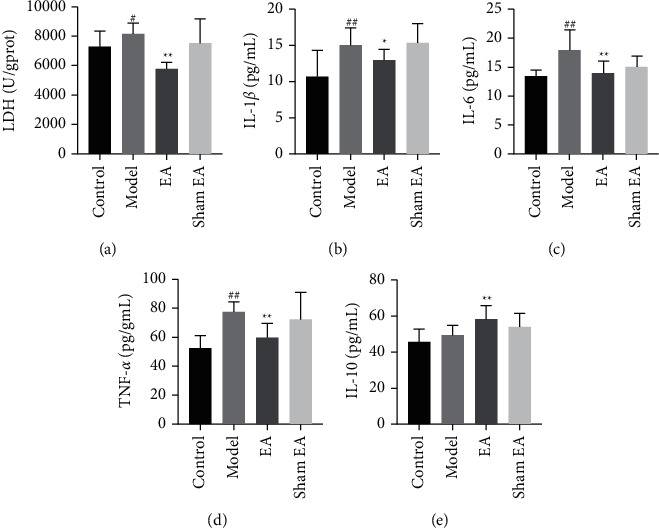 LDH (U/gprot)
10000
8000
6000
4000
2000
0
#
**
Control
Model
EA
Sham EA
(a)
IL-1β (pg/mL)
20
15
10
5
0
##
*
Control
Model
EA
Sham EA
(b)
IL-6 (pg/mL)
25
20
15
10
5
0
##
**
Control
Model
EA
Sham EA
(c)
TNF-α (pg/gmL)
100
80
60
40
20
0
##
**
Control
Model
EA
Sham EA
(d)
IL-10 (pg/mL)
80
60
40
20
0
**
Control
Model
EA
Sham EA
(e)